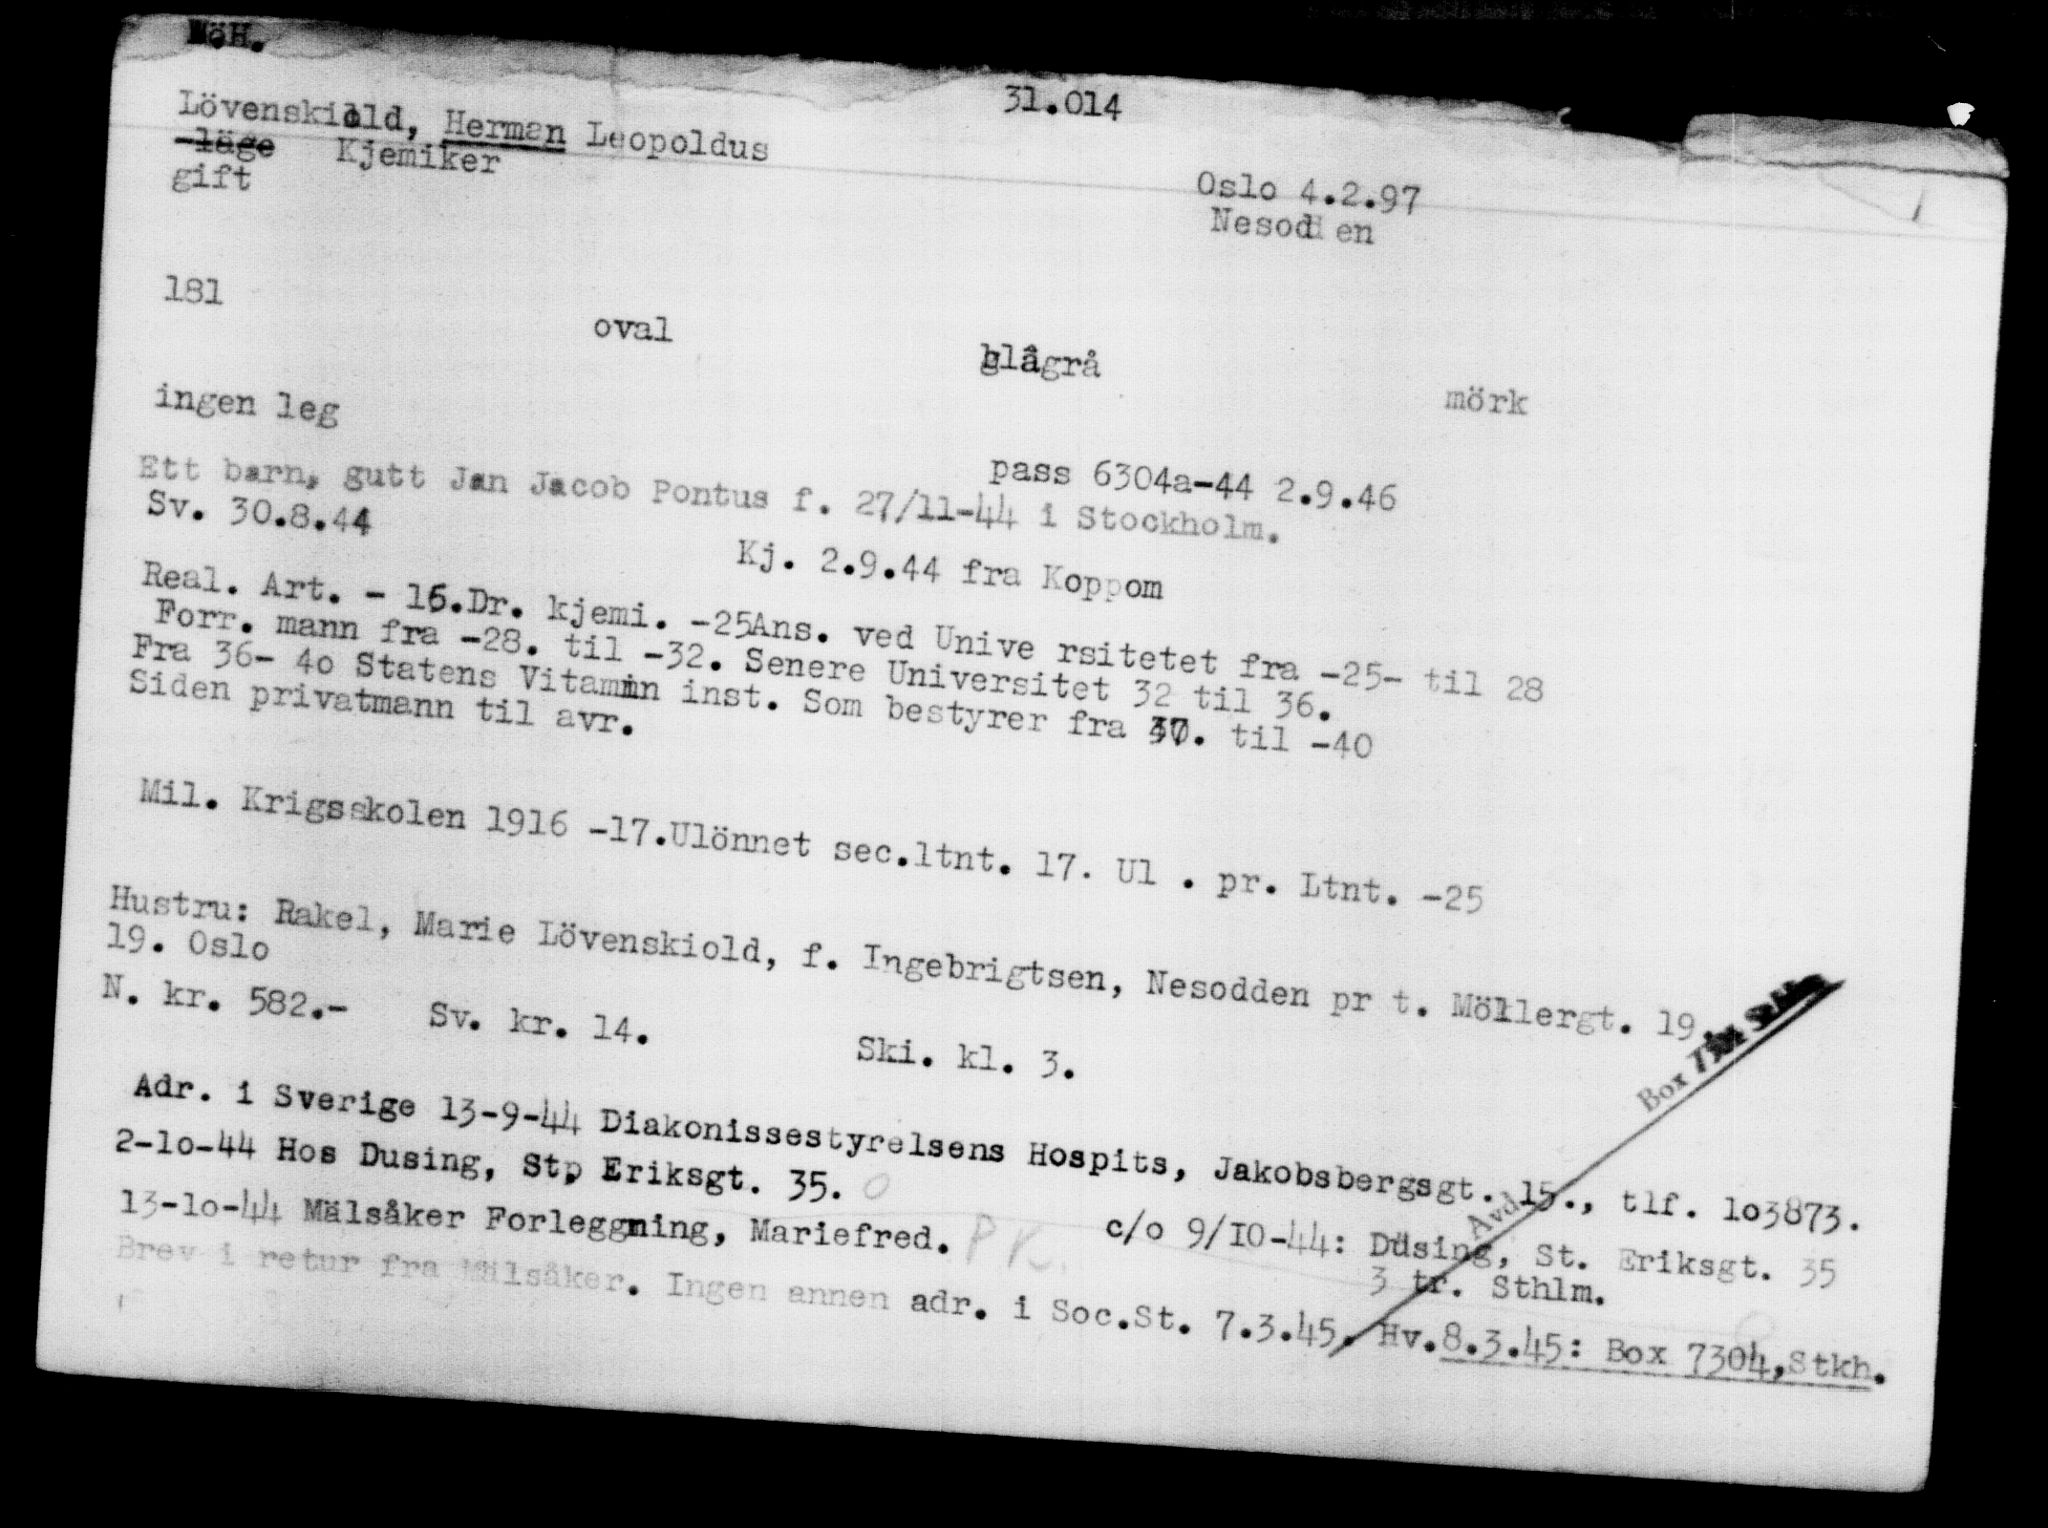 MöH.
31.014
Lövenskiold, Herman Leopoldus
-läge Kjemiker
Oslo 4.2.97
gift
Nesodden
181
oval
blågrå
mörk
ingen leg
pass 6304a-44 2.9.46
Ett barn, gutt Jan Jacob Pontus f. 27/11-44 i Stockholm.
Sv. 30.8.44
Kj. 2.9.44 fra Koppom
Real. Art. - 16.Dr. kjemi. -25Ans. ved Unive rsitetet fra -25- til 28
Forr. mann fra -28. til -32. Senere Universitet 32 til 36.
Fra 36- 4o Statens Vitamin inst. Som bestyrer fra 37. til -40
Siden privatmann til avr.
Mil. Krigsskolen 1916 -17.Ulönnet sec.ltnt. 17. Ul . pr. Ltnt. -25
Hustru: Rakel, Marie Lövenskiold, f. Ingebrigtsen, Nesodden pr t. Möllergt. 19
19. Oslo
N. kr. 582.- Sv. kr. 14.
Ski. kl. 3.
Box
Adr. i Sverige 13-9-44 Diakonissestyrelsens Hospits, Jakobsbergsgt. 15., tlf. 1o3873.
Avd
2-1o-44 Hos Dusing, St, Eriksgt. 35.
c/o 9/10-44: Düsing, St. Eriksgt. 35
3 tr. Sthlm.
13-1o-44 Mälsåker Forleggning, Mariefred.
Brev i retur fra Mälsåker. Ingen annen adr. i Soc.St. 7.3.45. Hv.8.3.45: Box 7304,Stkh.